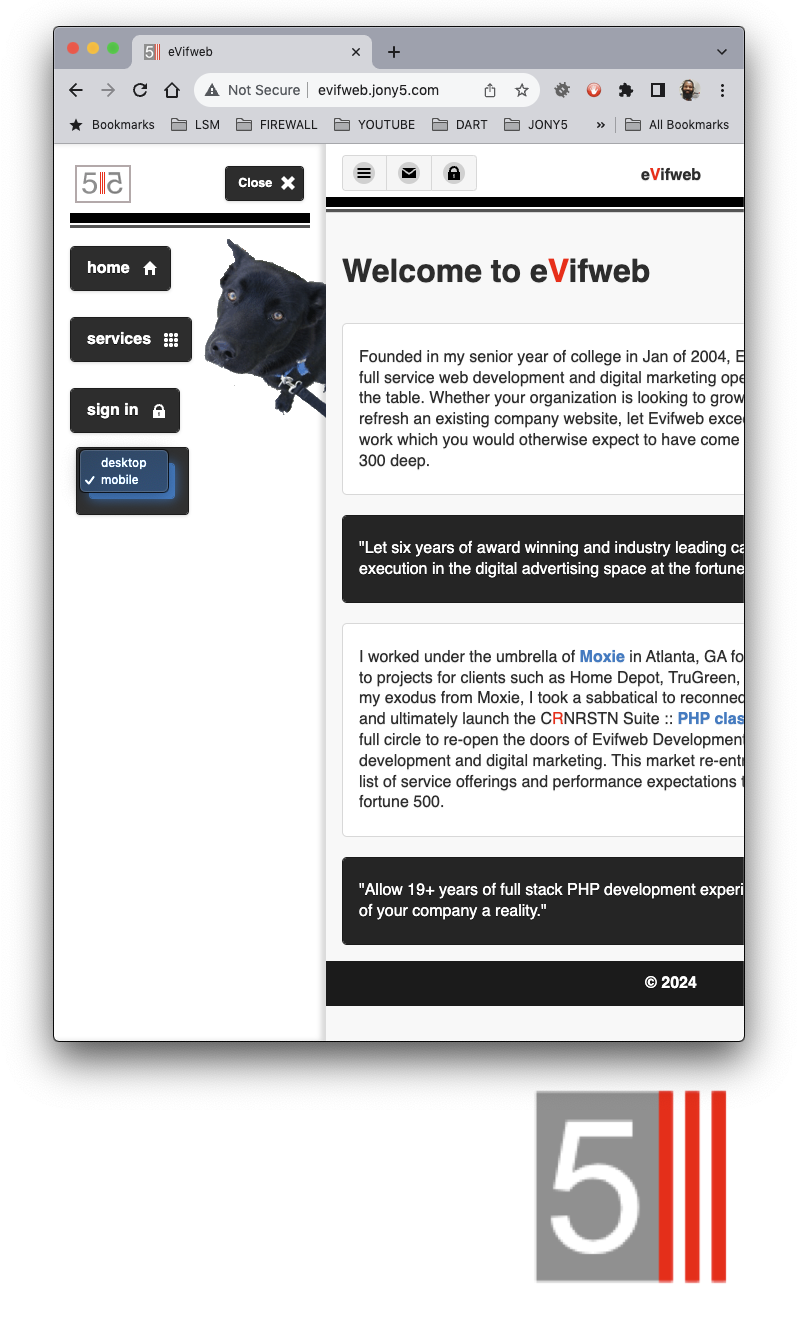 5 eVifweb
Not Secure evifweb.jony5.com
Bookmarks LSM FIREWALL YOUTUBE DART JONY5 » All Bookmarks
5 Close
eVifweb
home
services
sign in
desktop
mobile
Welcome to eVifweb
Founded in my senior year of college in Jan of 2004, E
full service web development and digital marketing ope
the table. Whether your organization is looking to grow
refresh an existing company website, let Evifweb excee
work which you would otherwise expect to have come
300 deep.
"Let six years of award winning and industry leading ca
execution in the digital advertising space at the fortune
I worked under the umbrella of Moxie in Atlanta, GA fo
to projects for clients such as Home Depot, TruGreen,
my exodus from Moxie, I took a sabbatical to reconnec
and ultimately launch the CRNRSTN Suite :: PHP clas
full circle to re-open the doors of Evifweb Development
development and digital marketing. This market re-entr
list of service offerings and performance expectations t
fortune 500.
"Allow 19+ years of full stack PHP development experi
of your company a reality."
© 2024
5